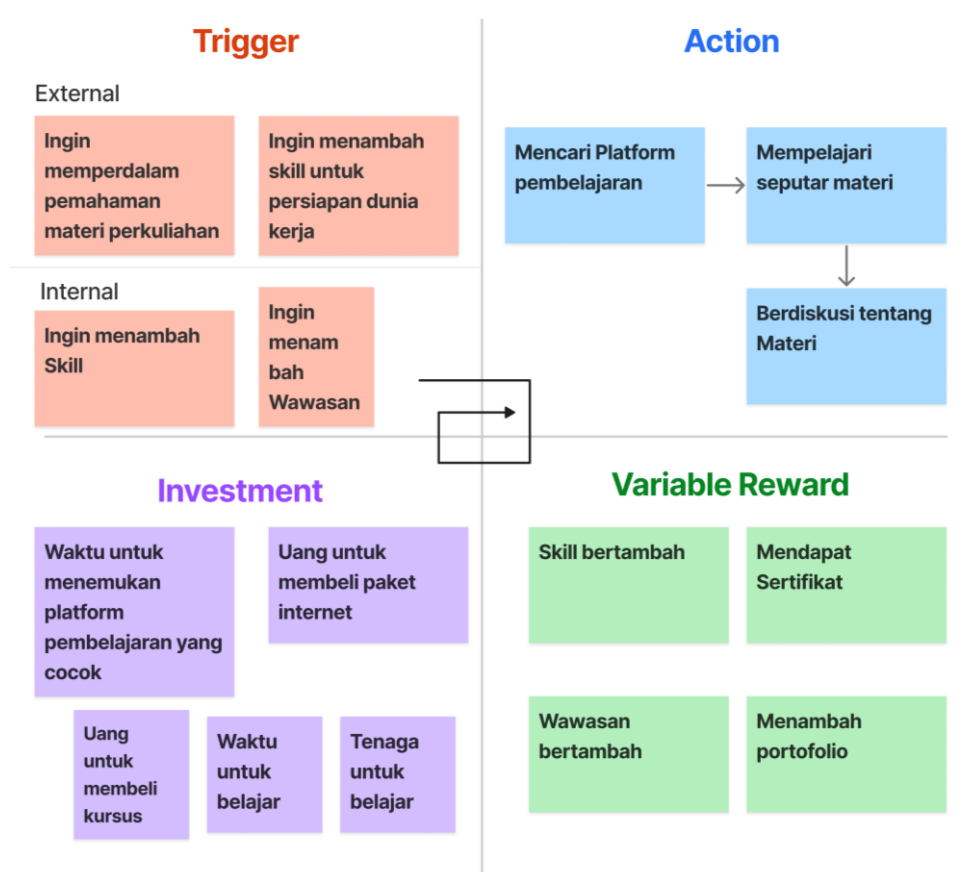 Trigger
External
Ingin
memperdalam
pemahaman
materi perkuliahan
Ingin menambah
skill untuk
persiapan dunia
kerja
Internal
Ingin menambah
Skill
Ingin
menam
bah
Wawasan
Action
Mencari Platform
pembelajaran
Mempelajari
seputar materi
Berdiskusi tentang
Materi
Investment
Waktu untuk
menemukan
platform
pembelajaran yang
cocok
Uang untuk
membeli paket
internet
Uang
untuk
membeli
kursus
Waktu
untuk
belajar
Tenaga
untuk
belajar
Variable Reward
Skill bertambah
Mendapat
Sertifikat
Wawasan
bertambah
Menambah
portofolio